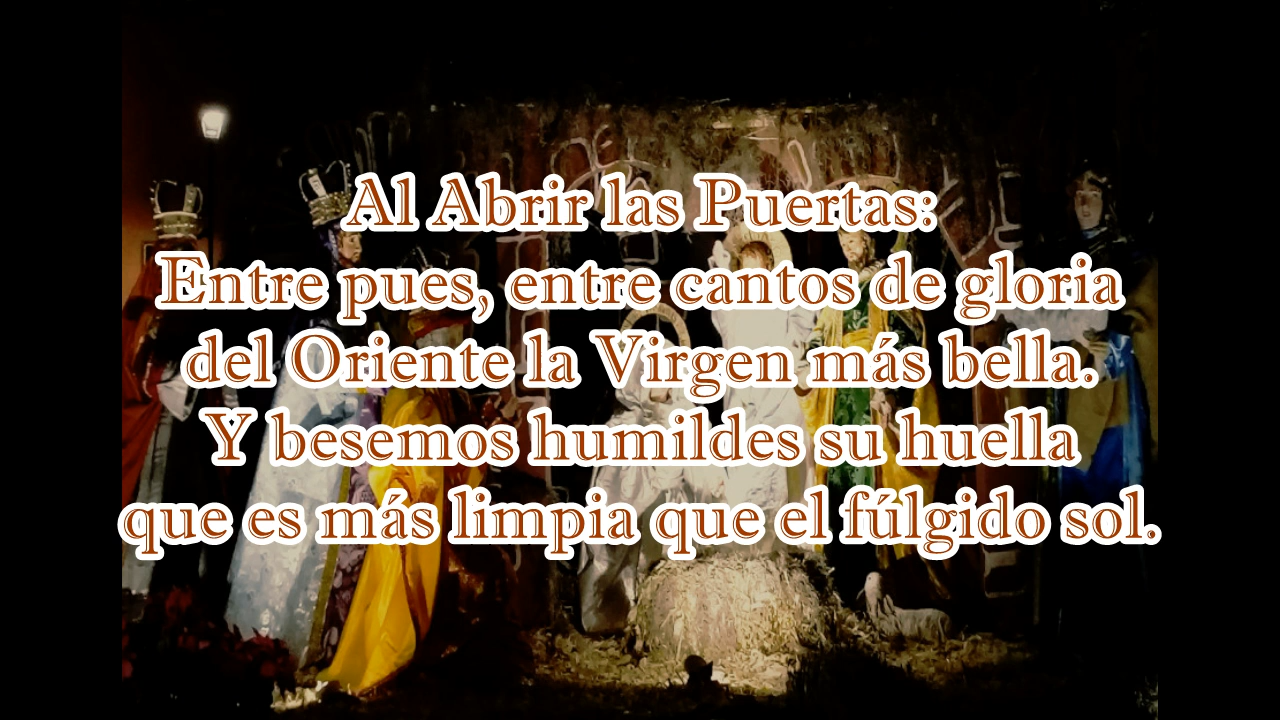 Al Abrir las Puertas:
Entre pues, entre cantos de gloria
del Oriente la Virgen más bella.
Y besemos humildes su huella
que es más limpia que el fúlgido sol.